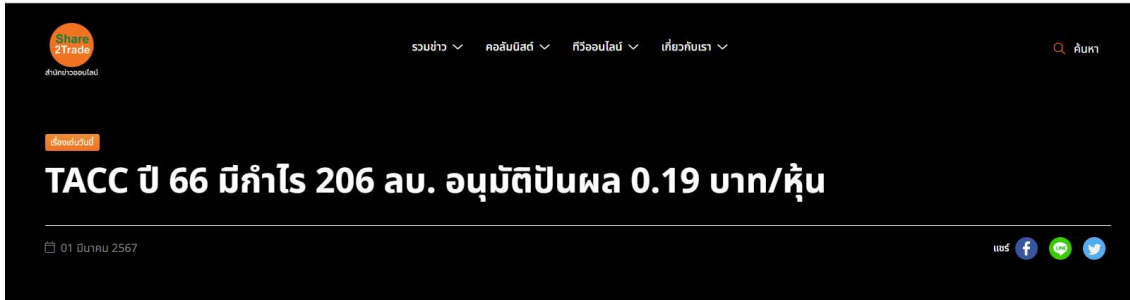 Share
2Trade
สำนักข่าวออนไลน์
รวมข่าว คอลัมนิสต์ ทีวีออนไลน์ เกี่ยวกับเรา ค้นหา
เรื่องเด่นวันนี้
TACC ปี 66 มีกำไร 206 ลบ. อนุมัติปันผล 0.19 บาท/หุ้น
01 มีนาคม 2567 แชร์ f LINE